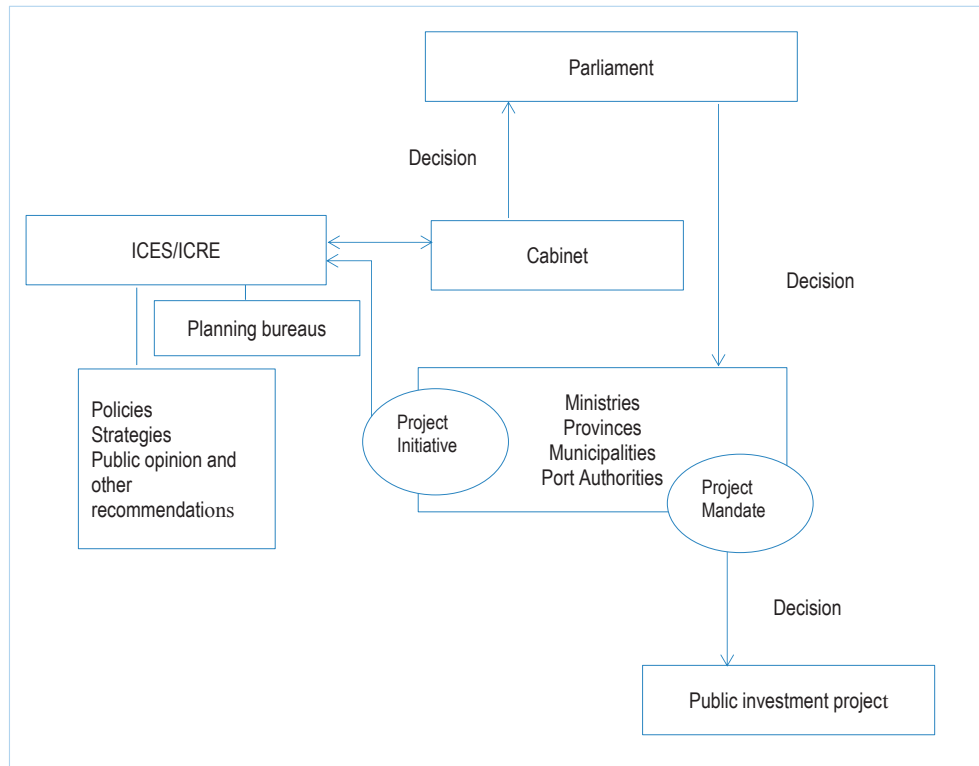 Parliament
Decision
ICES/ICRE
Cabinet
Decision
Planning bureaus
Policies
Strategies
Public opinion and
other
recommendations
Project
Initiative
Ministries
Provinces
Municipalities
Port Authorities
Project
Mandate
Decision
Public investment project